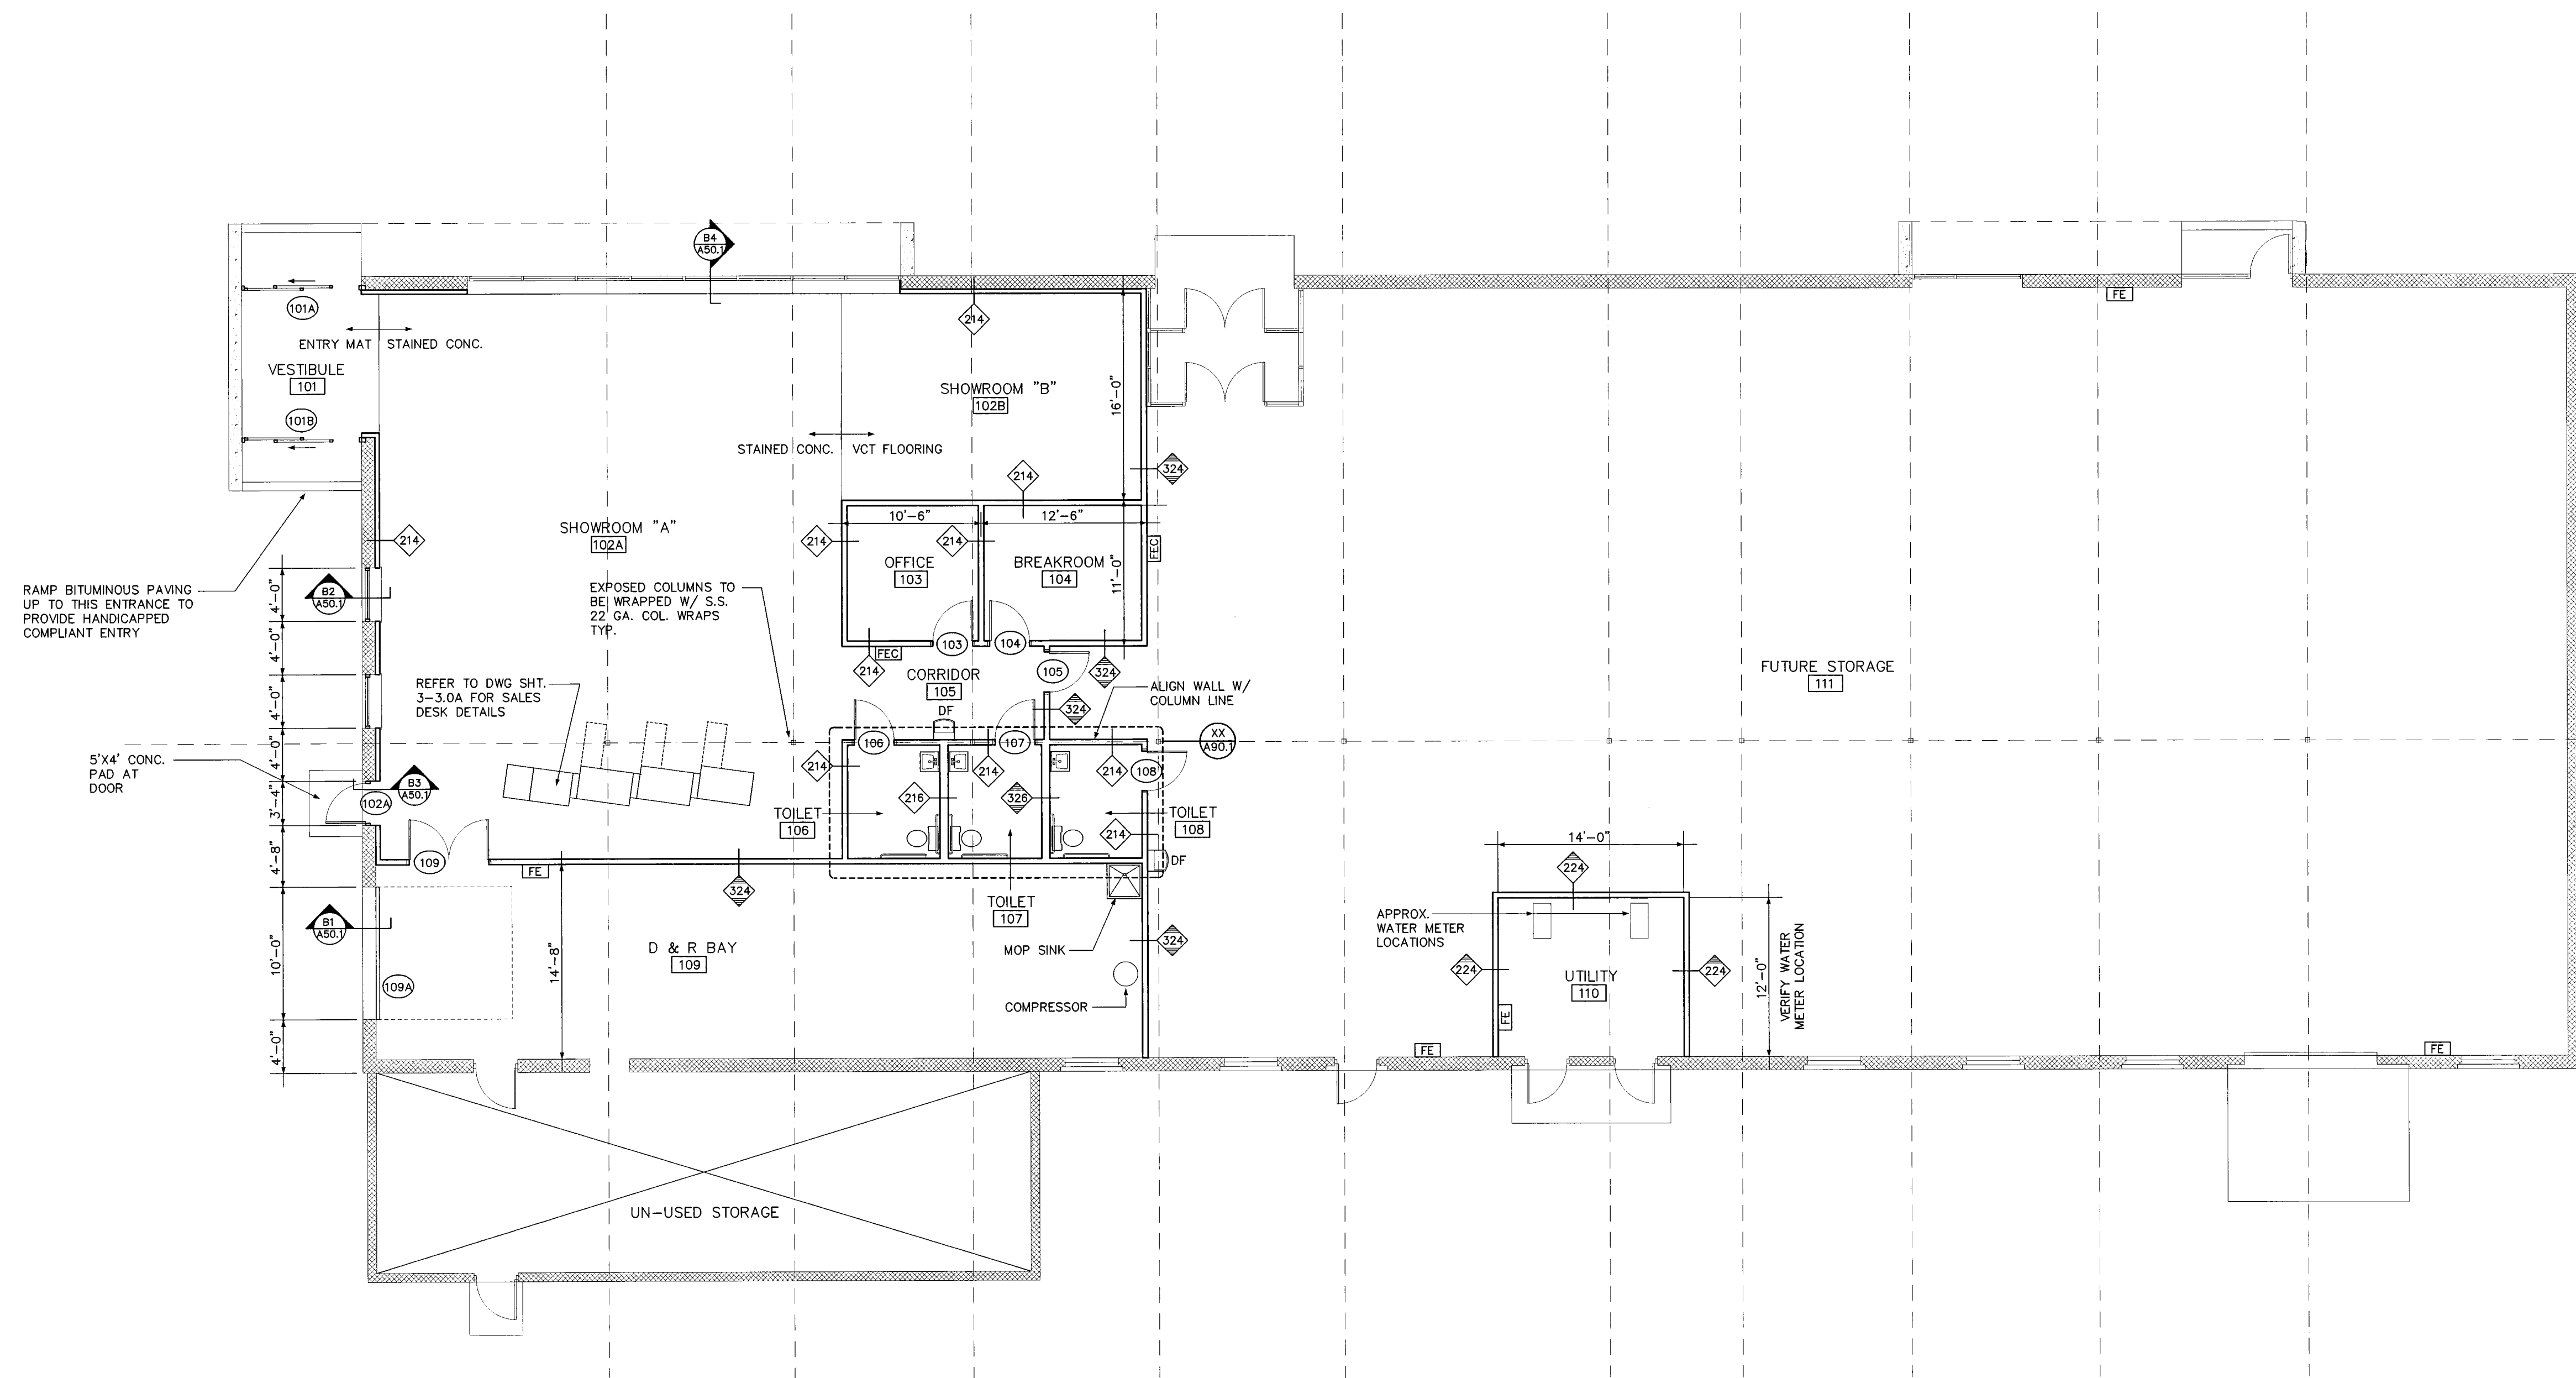 B4
A50.1
101A
ENTRY MAT
STAINED CONC.
VESTIBULE
101
101B
214
SHOWROOM "B"
102B
16'-0"
FE
STAINED CONC.
VCT FLOORING
214
324
SHOWROOM "A"
102A
214
10'-6"
12'-6"
214
214
OFFICE
103
BREAKROOM
104
11'-0"
FEC
RAMP BITUMINOUS PAVING
UP TO THIS ENTRANCE TO
PROVIDE HANDICAPPED
COMPLIANT ENTRY
4'-0"
B2
A50.1
4'-0"
4'-0"
4'-0"
3'-4"
4'-8"
10'-0"
4'-0"
EXPOSED COLUMNS TO
BE WRAPPED W/ S.S.
22 GA. COL. WRAPS
TYP.
103
104
FEC
214
CORRIDOR
105
105
324
FUTURE STORAGE
111
REFER TO DWG SHT.
3-3.0A FOR SALES
DESK DETAILS
DF
324
ALIGN WALL W/
COLUMN LINE
XX
A90.1
106
107
5'X4' CONC.
PAD AT
DOOR
B3
A50.1
102A
214
214
214
108
216
326
TOILET
106
TOILET
108
214
DF
109
FE
324
TOILET
107
14'-0"
224
B1
A50.1
D & R BAY
109
14'-8"
MOP SINK
324
APPROX.
WATER METER
LOCATIONS
109A
COMPRESSOR
224
UTILITY
110
224
12'-0"
VERIFY WATER
METER LOCATION
FE
FE
FE
UN-USED STORAGE